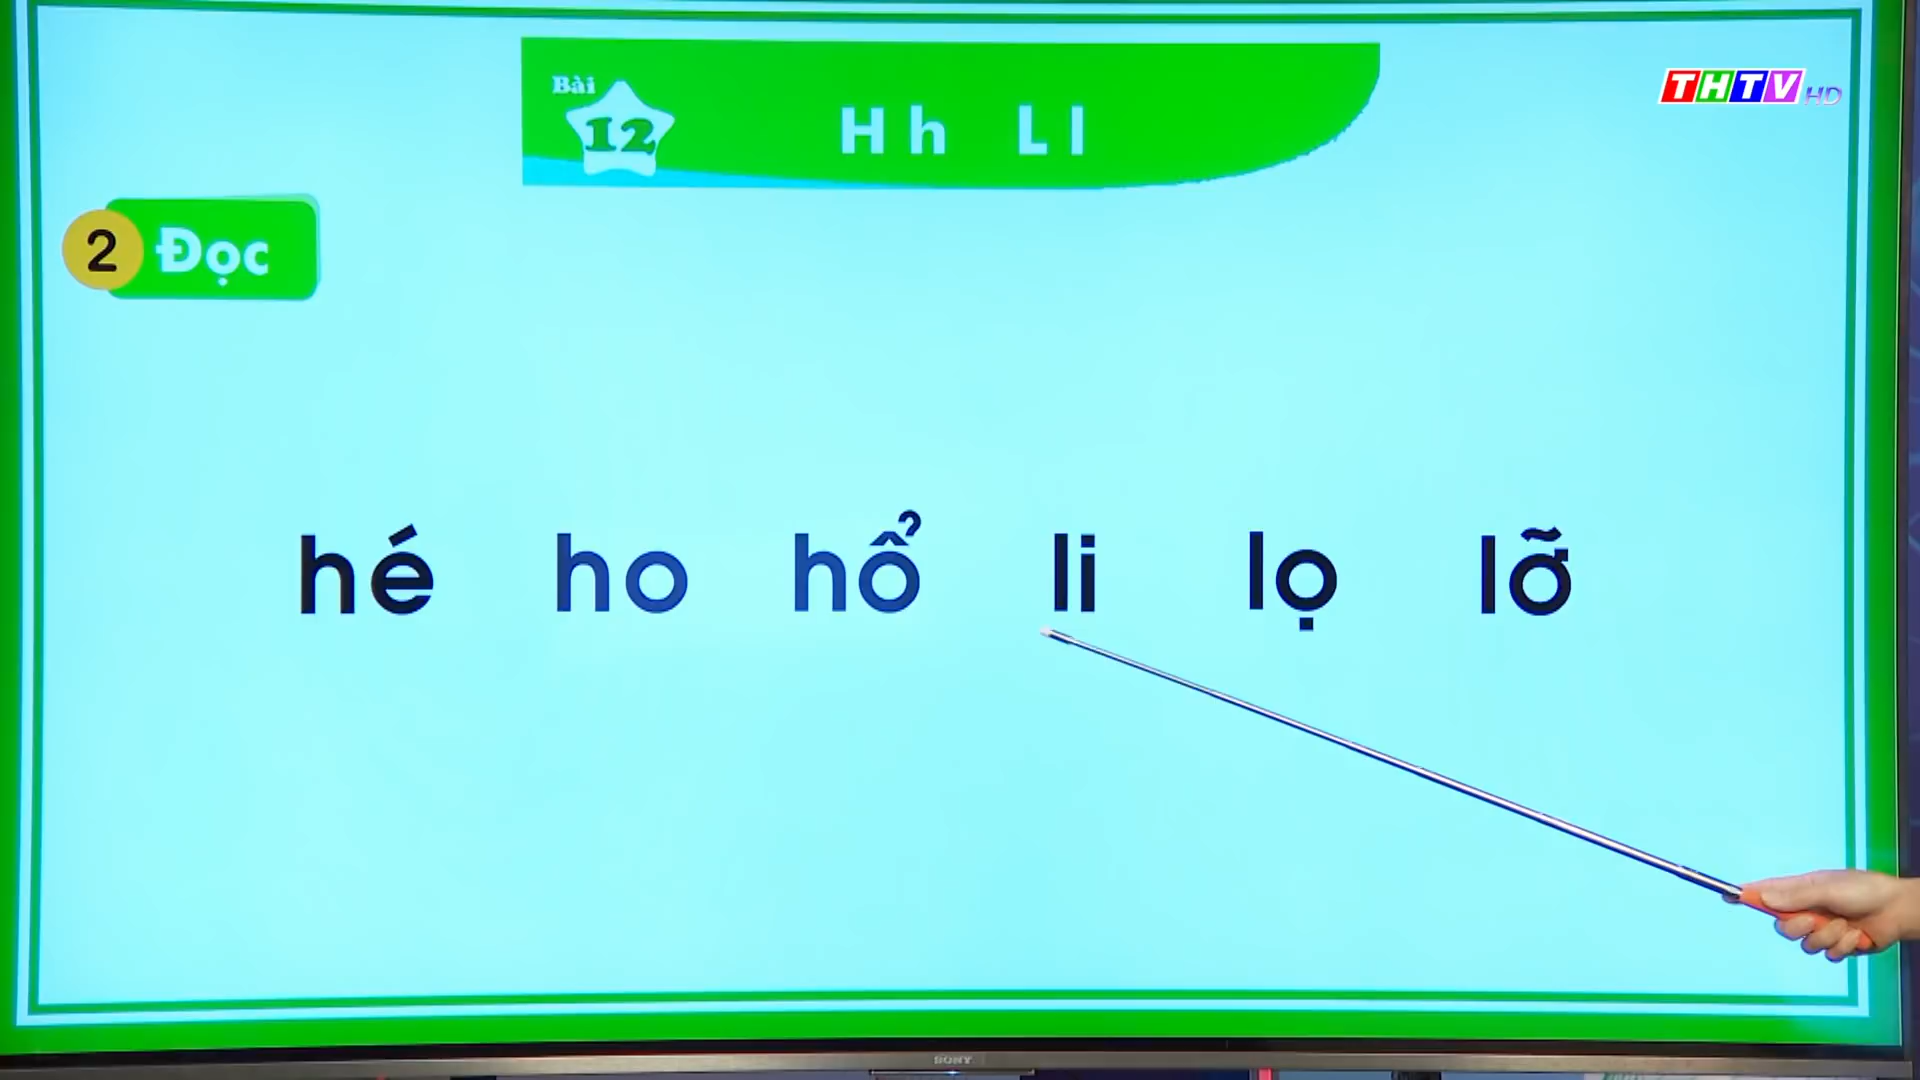 Bài
12
H h L l
THTV HD
2 Đọc
hé ho hổ li lọ lỡ
SONY